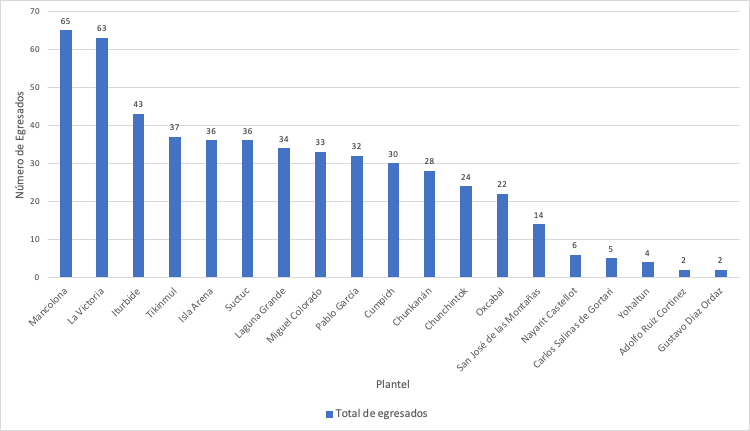 70
60
50
40
30
20
10
0
Número de Egresados
65
63
43
37
36
36
34
33
32
30
28
24
22
14
6
5
4
2
2
Mancolona
La Victoria
Iturbide
Tikinmul
Isla Arena
Suctuc
Laguna Grande
Miguel Colorado
Pablo García
Cumpich
Chunkanán
Chunchintok
Oxcabal
San José de las Montañas
Nayarit Castellot
Carlos Salinas de Gortari
Yohaltun
Adolfo Ruiz Cortinez
Gustavo Díaz Ordaz
Plantel
Total de egresados